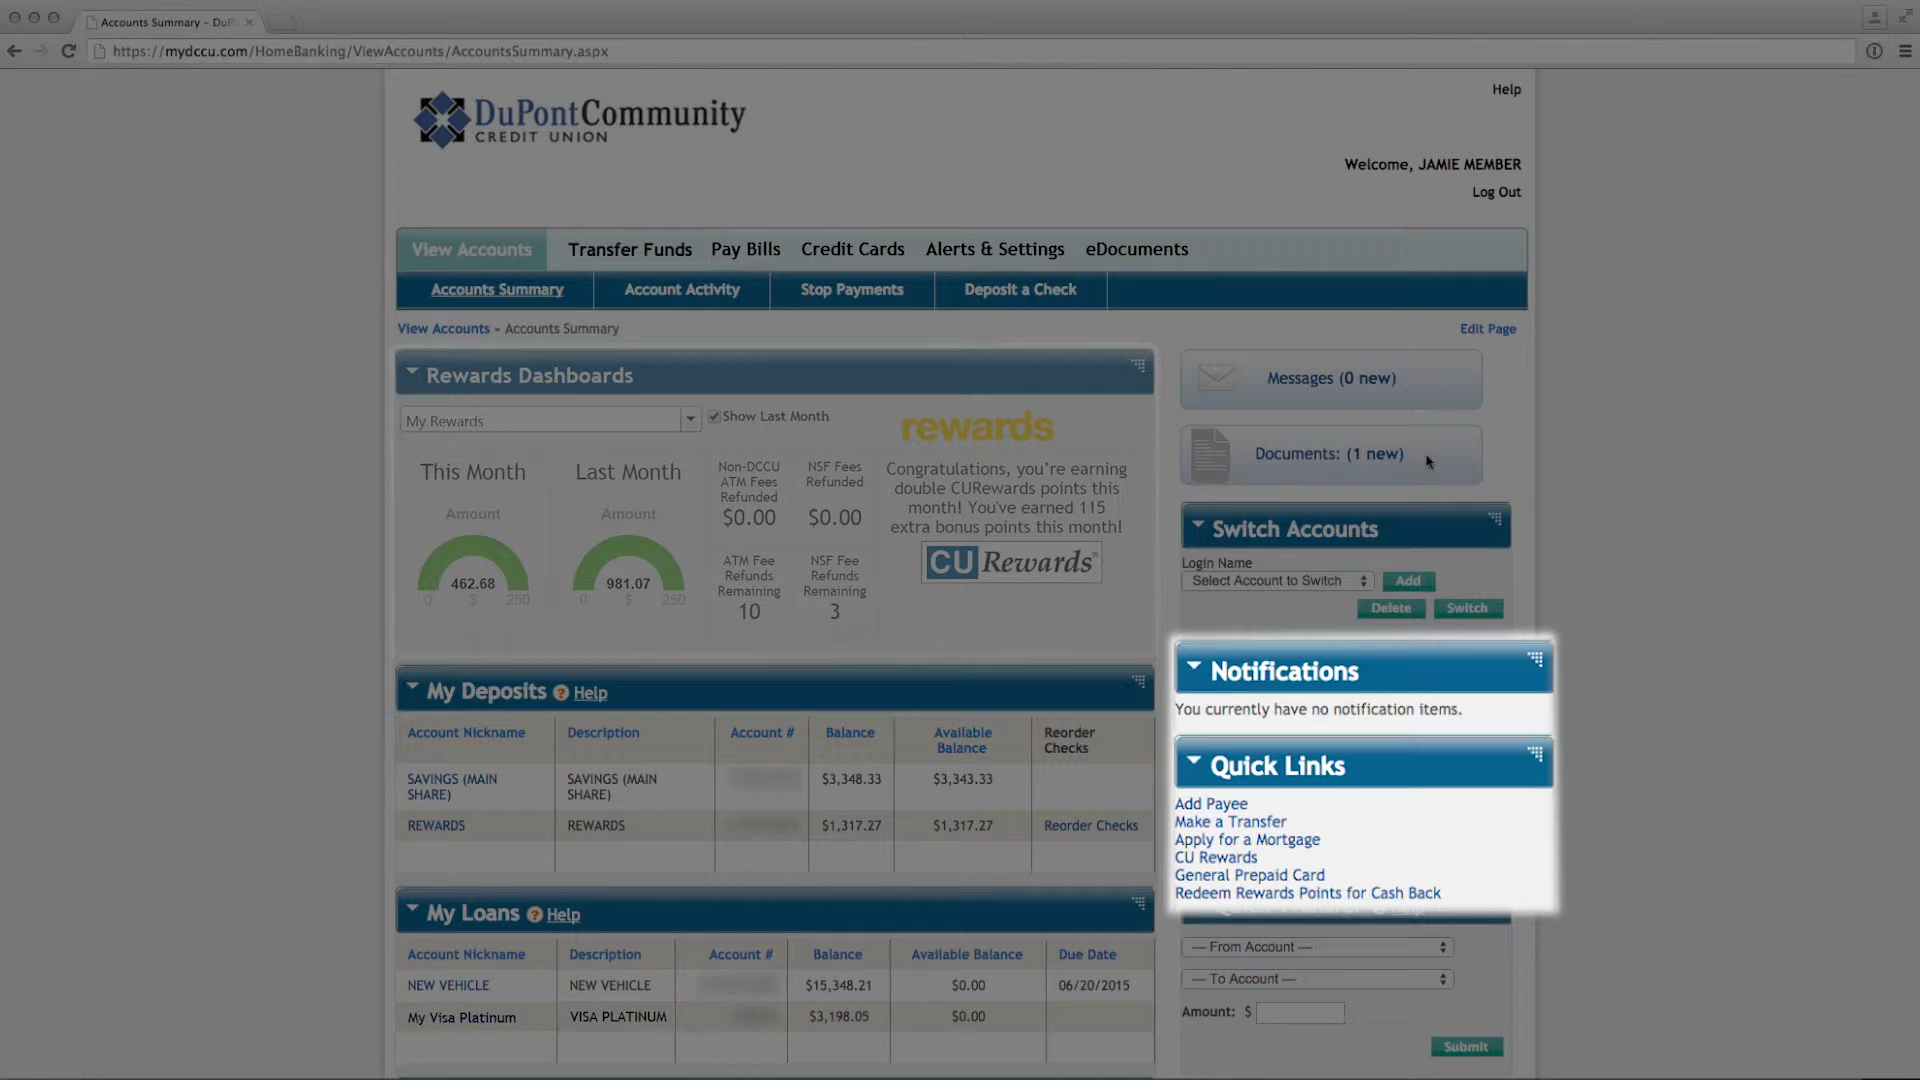 Accounts Summary – DuP
https://mydccu.com/HomeBanking/ViewAccounts/AccountsSummary.aspx
Help
DuPontCommunity
CREDIT UNION
Welcome, JAMIE MEMBER
Log Out
View Accounts Transfer Funds Pay Bills Credit Cards Alerts & Settings eDocuments
Accounts Summary Account Activity Stop Payments Deposit a Check
View Accounts - Accounts Summary
Edit Page
Rewards Dashboards
My Rewards
Show Last Month
This Month
Amount
462.68
0 $ 250
Last Month
Amount
981.07
0 $ 250
Non-DCCU
ATM Fees
Refunded
$0.00
NSF Fees
Refunded
$0.00
ATM Fee
Refunds
Remaining
10
NSF Fee
Refunds
Remaining
3
rewards
Congratulations, you're earning
double CURewards points this
month! You've earned 115
extra bonus points this month!
CU Rewards®
Messages (0 new)
Documents: (1 new)
Switch Accounts
Login Name
Select Account to Switch
Add
Delete Switch
Notifications
You currently have no notification items.
Quick Links
Add Payee
Make a Transfer
Apply for a Mortgage
CU Rewards
General Prepaid Card
Redeem Rewards Points for Cash Back
My Deposits ? Help
Account Nickname Description Account # Balance Available Balance Reorder Checks
SAVINGS (MAIN SHARE) SAVINGS (MAIN SHARE) $3,348.33 $3,343.33
REWARDS REWARDS $1,317.27 $1,317.27 Reorder Checks
My Loans ? Help
Account Nickname Description Account # Balance Available Balance Due Date
NEW VEHICLE NEW VEHICLE $15,348.21 $0.00 06/20/2015
My Visa Platinum VISA PLATINUM $3,198.05 $0.00
— From Account —
— To Account —
Amount: $
Submit